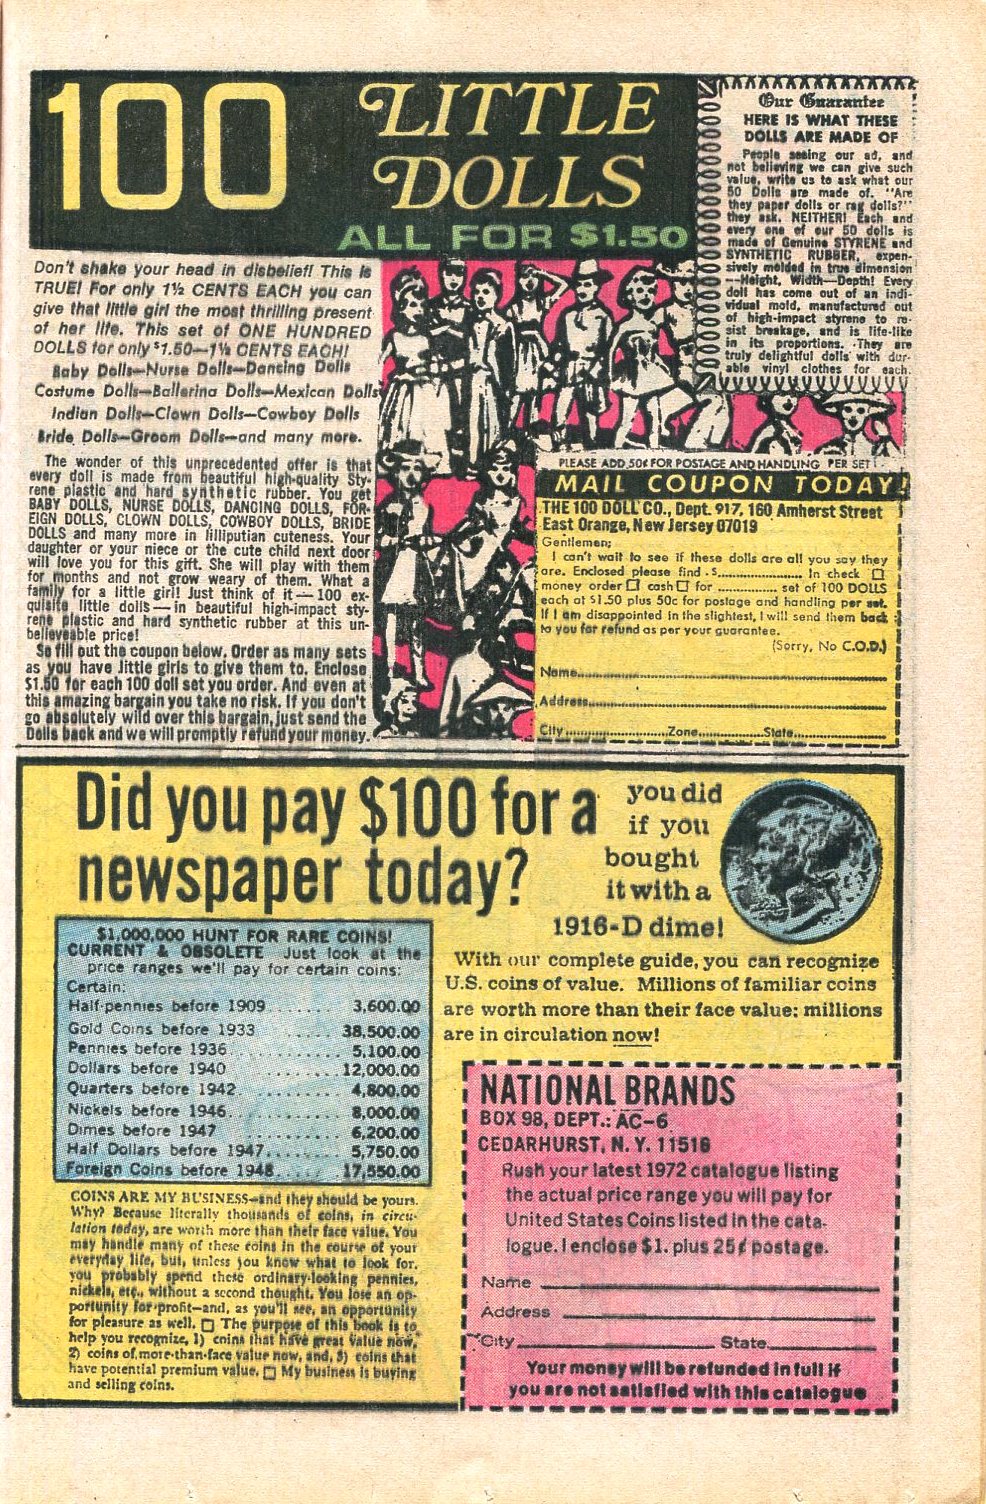 100
LITTLE
DOLLS
ALL FOR $1.50
Our Guarantee
HERE IS WHAT THESE
DOLLS ARE MADE OF
People seeing our ad, and
not believing we can give such
value, write us to ask what our
50 Dolls are made of. "Are
they paper dolls or rag dolls?"
they ask. NEITHER! Each and
every one of our 50 dolls is
made of Genuine STYRENE and
SYNTHETIC RUBBER, expen-
sively molded in true dimension
--Height, Width--Depth! Every
doll has come out of an indi-
vidual mold, manufactured out
of high-impact styrene to re-
sist breakage, and is life-like
in its proportions. They are
truly delightful dolls with dur-
able vinyl clothes for each.
Don't shake your head in disbelief! This is
TRUE! For only 1½ CENTS EACH you can
give that little girl the most thrilling present
of her life. This set of ONE HUNDRED
DOLLS for only $1.50—1½ CENTS EACH!
Baby Dolls—Nurse Dolls—Dancing Dolls
Costume Dolls—Ballerina Dolls—Mexican Dolls
Indian Dolls—Clown Dolls—Cowboy Dolls
Bride Dolls—Groom Dolls—and many more.
The wonder of this unprecedented offer is that
every doll is made from beautiful high-quality Sty-
rene plastic and hard synthetic rubber. You get
BABY DOLLS, NURSE DOLLS, DANCING DOLLS, FOR-
EIGN DOLLS, CLOWN DOLLS, COWBOY DOLLS, BRIDE
DOLLS and many more in lilliputian cuteness. Your
daughter or your niece or the cute child next door
will love you for this gift. She will play with them
for months and not grow weary of them. What a
family for a little girl! Just think of it—100 ex-
quisite little dolls—in beautiful high-impact sty-
rene plastic and hard synthetic rubber at this un-
believeable price!
So fill out the coupon below. Order as many sets
as you have little girls to give them to. Enclose
$1.50 for each 100 doll set you order. And even at
this amazing bargain you take no risk. If you don't
go absolutely wild over this bargain, just send the
Dolls back and we will promptly refund your money.
PLEASE ADD 50¢ FOR POSTAGE AND HANDLING PER SET!
MAIL COUPON TODAY!
THE 100 DOLL CO., Dept. 917, 160 Amherst Street
East Orange, New Jersey 07019
Gentlemen;
I can't wait to see if these dolls are all you say they
are. Enclosed please find - $..................... In check ☐
money order ☐ cash ☐ for ............... set of 100 DOLLS
each at $1.50 plus 50c for postage and handling per set.
If I am disappointed in the slightest, I will send them back
to you for refund as per your guarantee.
(Sorry, No C.O.D.)
Name..............................
Address..............................
City..........................Zone................State......................
Did you pay $100 for a
newspaper today?
you did
if you
bought
it with a
1916-D dime!
$1,000,000 HUNT FOR RARE COINS!
CURRENT & OBSOLETE Just look at the
price ranges we'll pay for certain coins:
Certain:
Half-pennies before 1909........ 3,600.00
Gold Coins before 1933 ......... 38,500.00
Pennies before 1936............. 5,100.00
Dollars before 1940 ............ 12,000.00
Quarters before 1942 ........... 4,800.00
Nickels before 1946............. 8,000.00
Dimes before 1947 .............. 6,200.00
Half Dollars before 1947........ 5,750.00
Foreign Coins before 1948....... 17,550.00
With our complete guide, you can recognize
U.S. coins of value. Millions of familiar coins
are worth more than their face value; millions
are in circulation now!
COINS ARE MY BUSINESS—and they should be yours.
Why? Because literally thousands of coins, in circu-
lation today, are worth more than their face value. You
may handle many of these coins in the course of your
everyday life, but, unless you know what to look for,
you probably spend these ordinary-looking pennies,
nickels, etc., without a second thought. You lose an op-
portunity for profit—and, as you'll see, an opportunity
for pleasure as well. ☐ The purpose of this book is to
help you recognize, 1) coins that have great value now,
2) coins of more-than-face value now, and, 3) coins that
have potential premium value. ☐ My business is buying
and selling coins.
NATIONAL BRANDS
BOX 98, DEPT.: AC-6
CEDARHURST, N. Y. 11516
Rush your latest 1972 catalogue listing
the actual price range you will pay for
United States Coins listed in the cata-
logue. I enclose $1. plus 25¢ postage.
Name
Address
City State
Your money will be refunded in full if
you are not satisfied with this catalogue